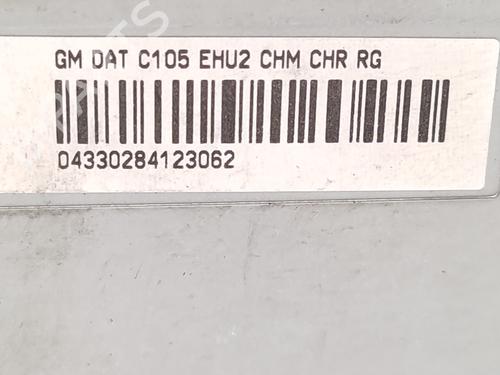 GM DAT C105 EHU2 CHM CHR RG
04330284123062